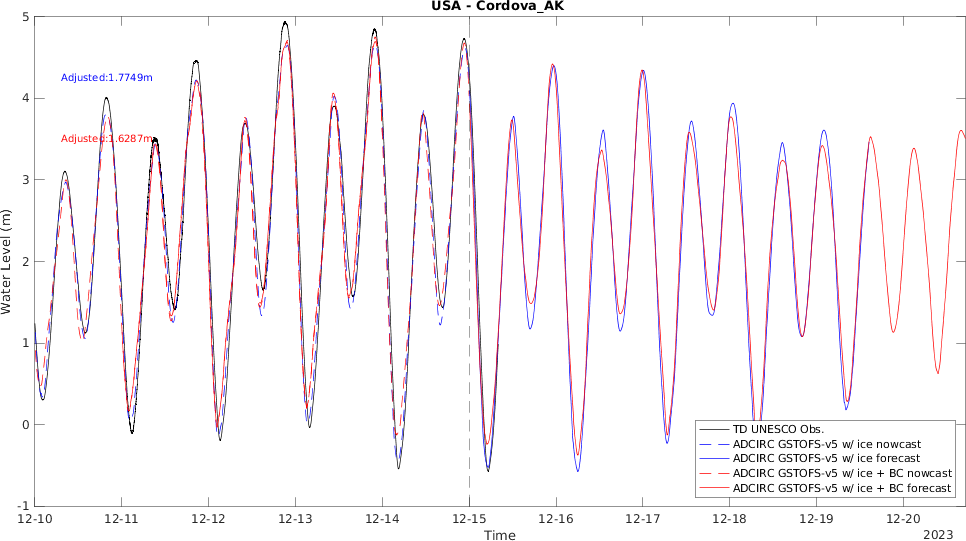 USA - Cordova_AK
5
4
3
2
1
0
-1
Water Level (m)
Adjusted:1.7749m
Adjusted:1.6287m
TD UNESCO Obs.
ADCIRC GSTOFS-v5 w/ ice nowcast
ADCIRC GSTOFS-v5 w/ ice forecast
ADCIRC GSTOFS-v5 w/ ice + BC nowcast
ADCIRC GSTOFS-v5 w/ ice + BC forecast
12-10 12-11 12-12 12-13 12-14 12-15 12-16 12-17 12-18 12-19 12-20
Time
2023